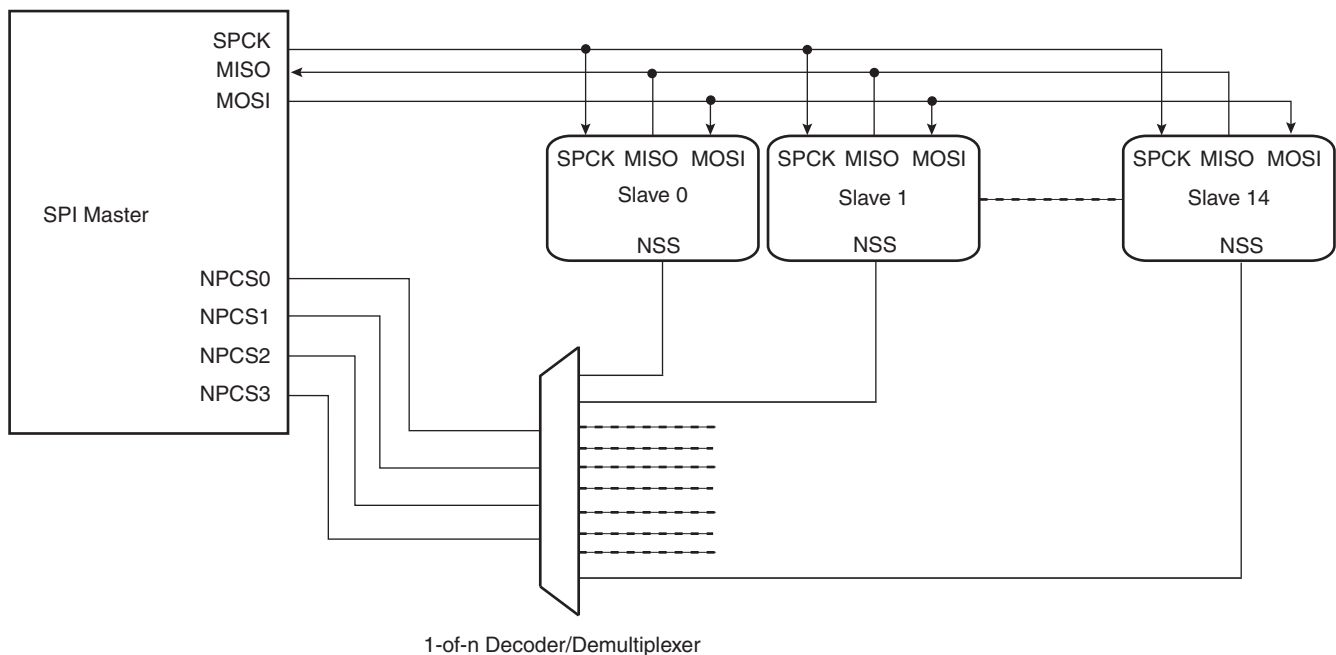 SPI Master
SPCK
MISO
MOSI
NPCS0
NPCS1
NPCS2
NPCS3
SPCK MISO MOSI
Slave 0
NSS
SPCK MISO MOSI
Slave 1
NSS
SPCK MISO MOSI
Slave 14
NSS
1-of-n Decoder/Demultiplexer